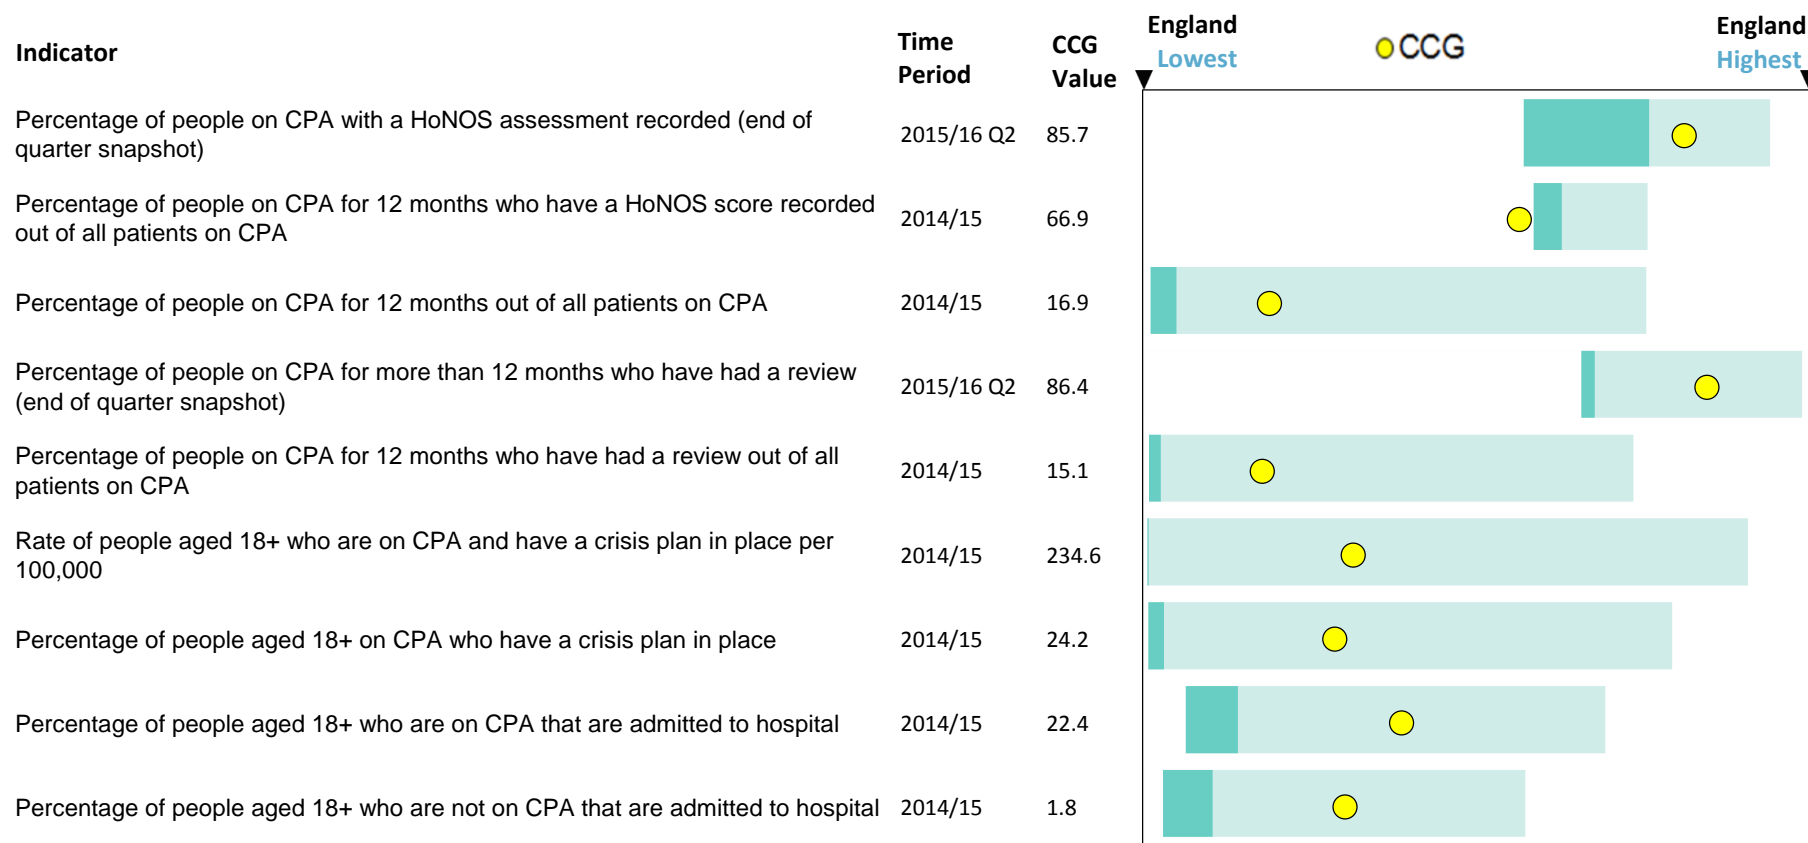 Indicator
Time Period
CCG Value
England Lowest
CCG
England Highest
Percentage of people on CPA with a HoNOS assessment recorded (end of
quarter snapshot)
2015/16 Q2 85.7
Percentage of people on CPA for 12 months who have a HoNOS score recorded
out of all patients on CPA
2014/15 66.9
Percentage of people on CPA for 12 months out of all patients on CPA 2014/15 16.9
Percentage of people on CPA for more than 12 months who have had a review
(end of quarter snapshot)
2015/16 Q2 86.4
Percentage of people on CPA for 12 months who have had a review out of all
patients on CPA
2014/15 15.1
Rate of people aged 18+ who are on CPA and have a crisis plan in place per
100,000
2014/15 234.6
Percentage of people aged 18+ on CPA who have a crisis plan in place 2014/15 24.2
Percentage of people aged 18+ who are on CPA that are admitted to hospital 2014/15 22.4
Percentage of people aged 18+ who are not on CPA that are admitted to hospital 2014/15 1.8